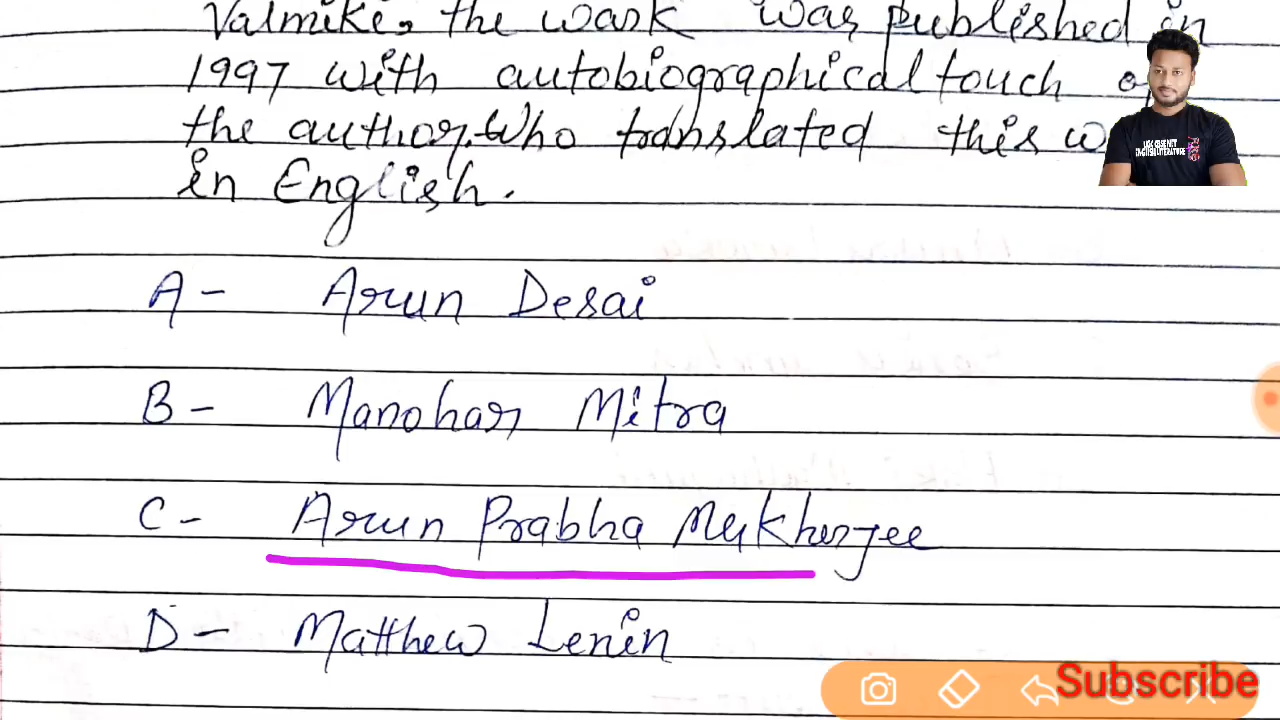 Valmiki, the work was published in
1997 with autobiographical touch
the author. Who translated this
in English.
A- Arun Desai
B- Manohar Mitra
C- Arun Prabha Mukherjee
D- Matthew Lenin
Subscribe